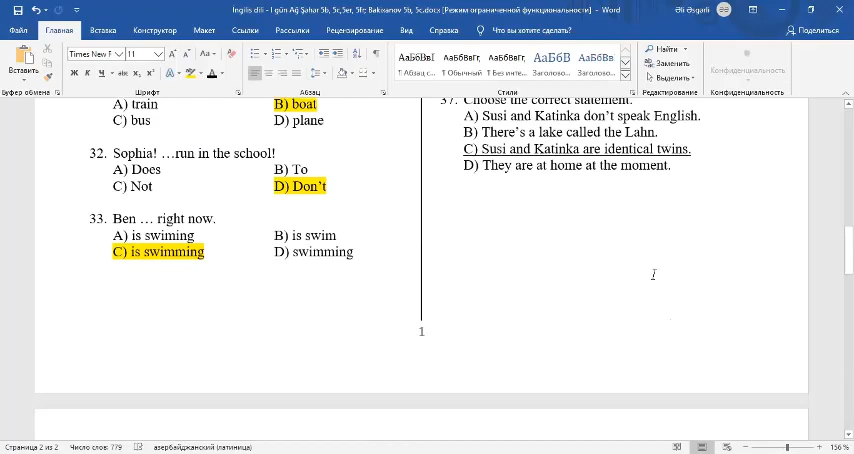 İngilis dili - I gün Ağ Şəhər 5b, 5c,5er, 5fr; Bakıxanov 5b, 5c.docx [Режим ограниченной функциональности] - Word
Əli Əsgərli
Файл Главная Вставка Конструктор Макет Ссылки Рассылки Рецензирование Вид Справка Что вы хотите сделать? Поделиться
Вставить
Times New F 11
Ж К Ч abc x₂ x²
АаБбВвІ АаБбВвГг, АаБбВвГг, АаБбВ АаБбВв
¶ Абзац с... ¶ Обычный ¶ Без инте... Заголово... Заголово...
Найти
Заменить
Выделить
Конфиденциальность
Буфер обмена Шрифт Абзац Стили Редактирование Конфиденциальность
A) train B) boat
C) bus D) plane
32. Sophia! …run in the school!
A) Does B) To
C) Not D) Don’t
33. Ben … right now.
A) is swiming B) is swim
C) is swimming D) swimming
37. Choose the correct statement.
A) Susi and Katinka don’t speak English.
B) There’s a lake called the Lahn.
C) Susi and Katinka are identical twins.
D) They are at home at the moment.
1
Страница 2 из 2 Число слов: 779 азербайджанский (латиница) 156 %